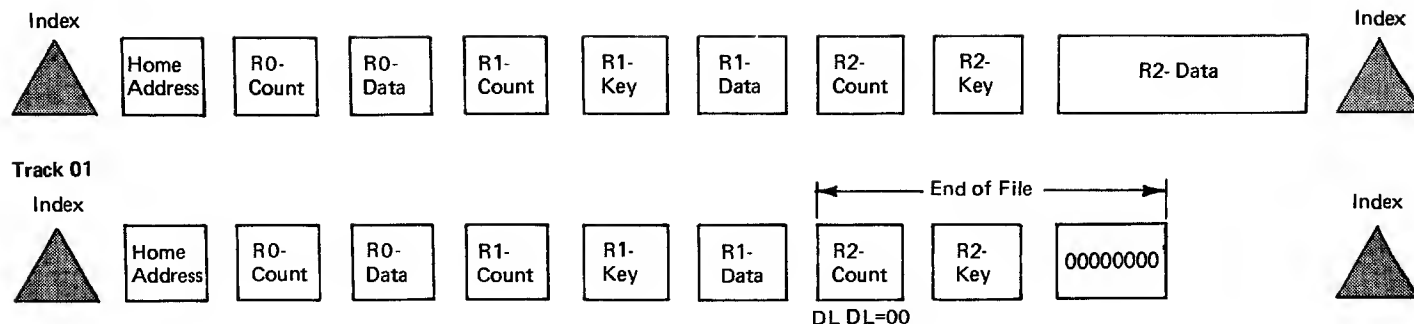 Index Index
Home Address R0-Count R0-Data R1-Count R1-Key R1-Data R2-Count R2-Key R2- Data
Track 01
Index End of File Index
Home Address R0-Count R0-Data R1-Count R1-Key R1-Data R2-Count R2-Key 00000000
DL DL=00